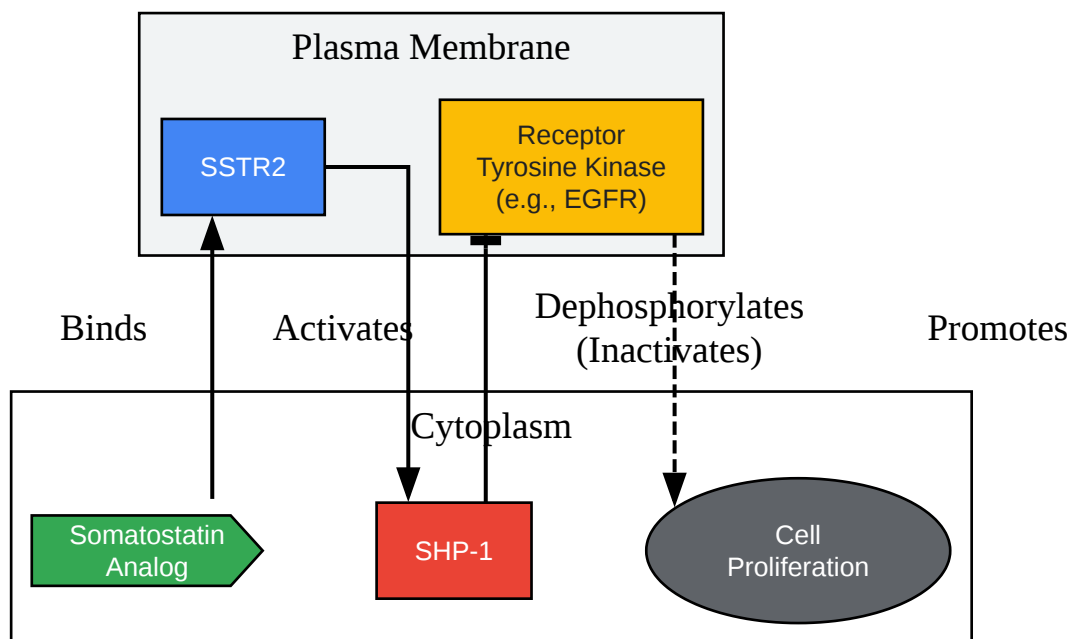 Plasma Membrane
SSTR2
Receptor
Tyrosine Kinase
(e.g., EGFR)
Binds
Activates
Dephosphorylates
(Inactivates)
Promotes
Cytoplasm
Somatostatin
Analog
SHP-1
Cell
Proliferation